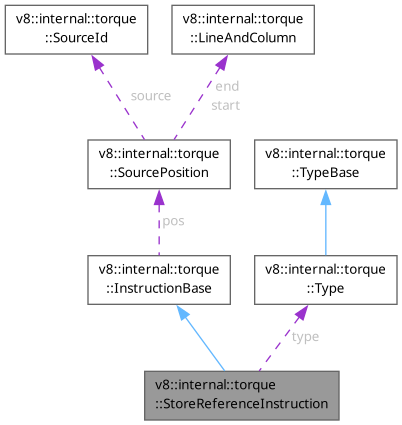 v8::internal::torque
::SourceId
v8::internal::torque
::LineAndColumn
source
end
start
v8::internal::torque
::SourcePosition
v8::internal::torque
::TypeBase
pos
v8::internal::torque
::InstructionBase
v8::internal::torque
::Type
type
v8::internal::torque
::StoreReferenceInstruction